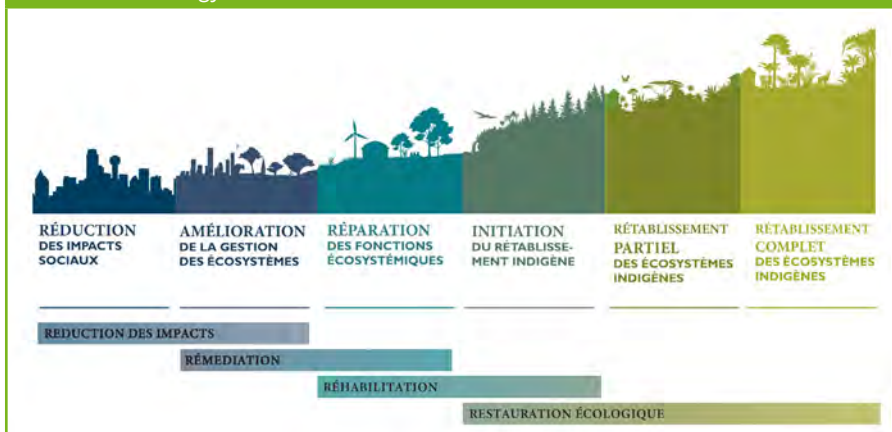 RÉDUCTION
DES IMPACTS
SOCIAUX
AMÉLIORATION
DE LA GESTION
DES ÉCOSYSTÈMES
RÉPARATION
DES FONCTIONS
ÉCOSYSTÉMIQUES
INITIATION
DU RÉTABLISSE-
MENT INDIGÈNE
RÉTABLISSEMENT
PARTIEL
DES ÉCOSYSTÈMES
INDIGÈNES
RÉTABLISSEMENT
COMPLET
DES ÉCOSYSTÈMES
INDIGÈNES
REDUCTION DES IMPACTS
RÉMEDIATION
RÉHABILITATION
RESTAURATION ÉCOLOGIQUE